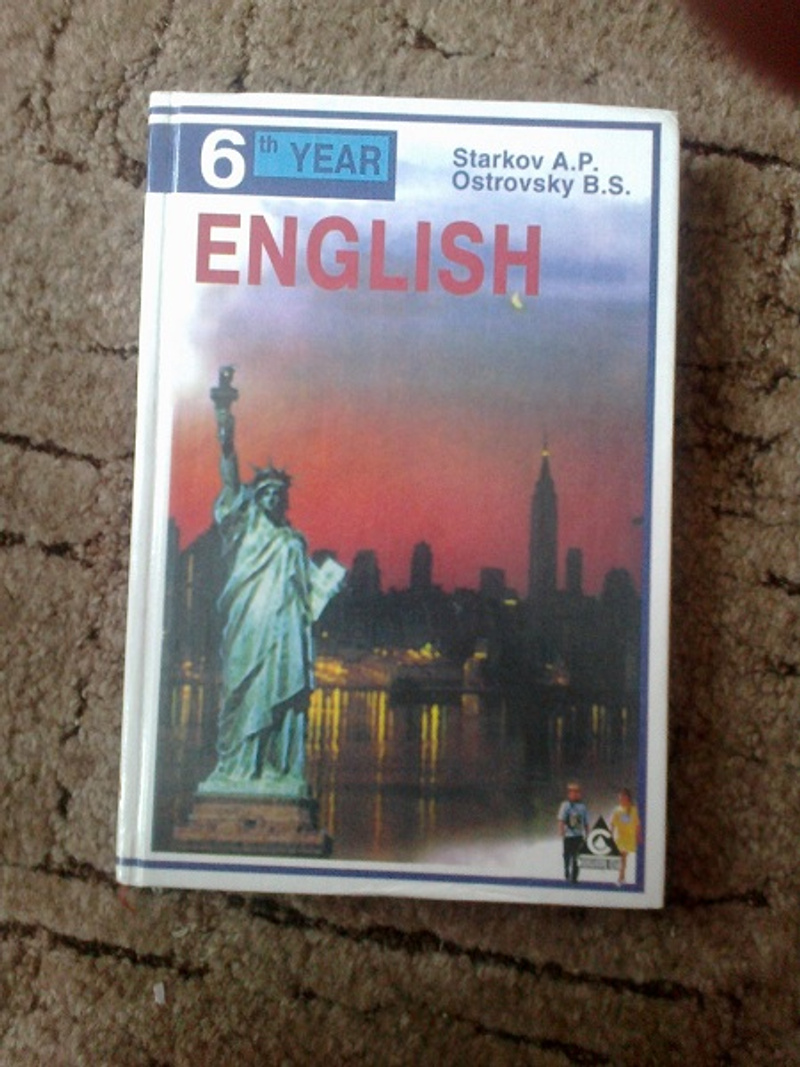 6th YEAR
Starkov A.P.
Ostrovsky B.S.
ENGLISH